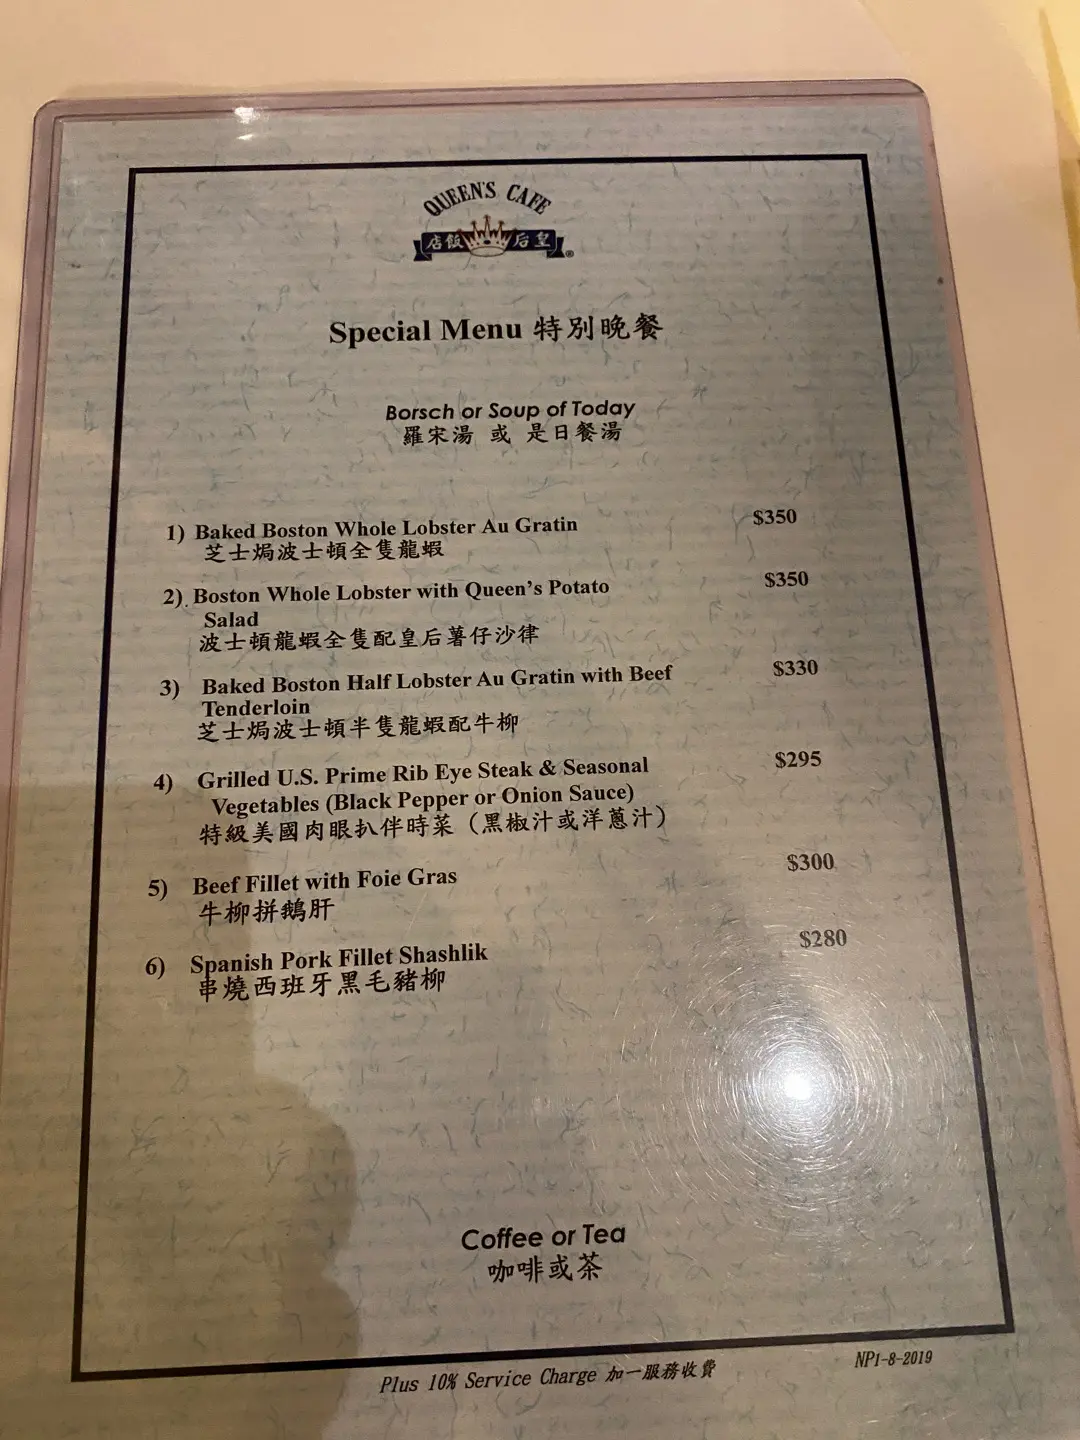 QUEEN'S CAFE
店飯 后皇
Special Menu 特別晚餐
Borsch or Soup of Today
羅宋湯 或 是日餐湯
1) Baked Boston Whole Lobster Au Gratin $350
芝士焗波士頓全隻龍蝦
2). Boston Whole Lobster with Queen's Potato $350
Salad
波士頓龍蝦全隻配皇后薯仔沙律
3) Baked Boston Half Lobster Au Gratin with Beef $330
Tenderloin
芝士焗波士頓半隻龍蝦配牛柳
4) Grilled U.S. Prime Rib Eye Steak & Seasonal $295
Vegetables (Black Pepper or Onion Sauce)
特級美國肉眼扒伴時菜（黑椒汁或洋蔥汁）
5) Beef Fillet with Foie Gras $300
牛柳拼鵝肝
6) Spanish Pork Fillet Shashlik $280
串燒西班牙黑毛豬柳
Coffee or Tea
咖啡或茶
Plus 10% Service Charge 加一服務收費
NP1-8-2019